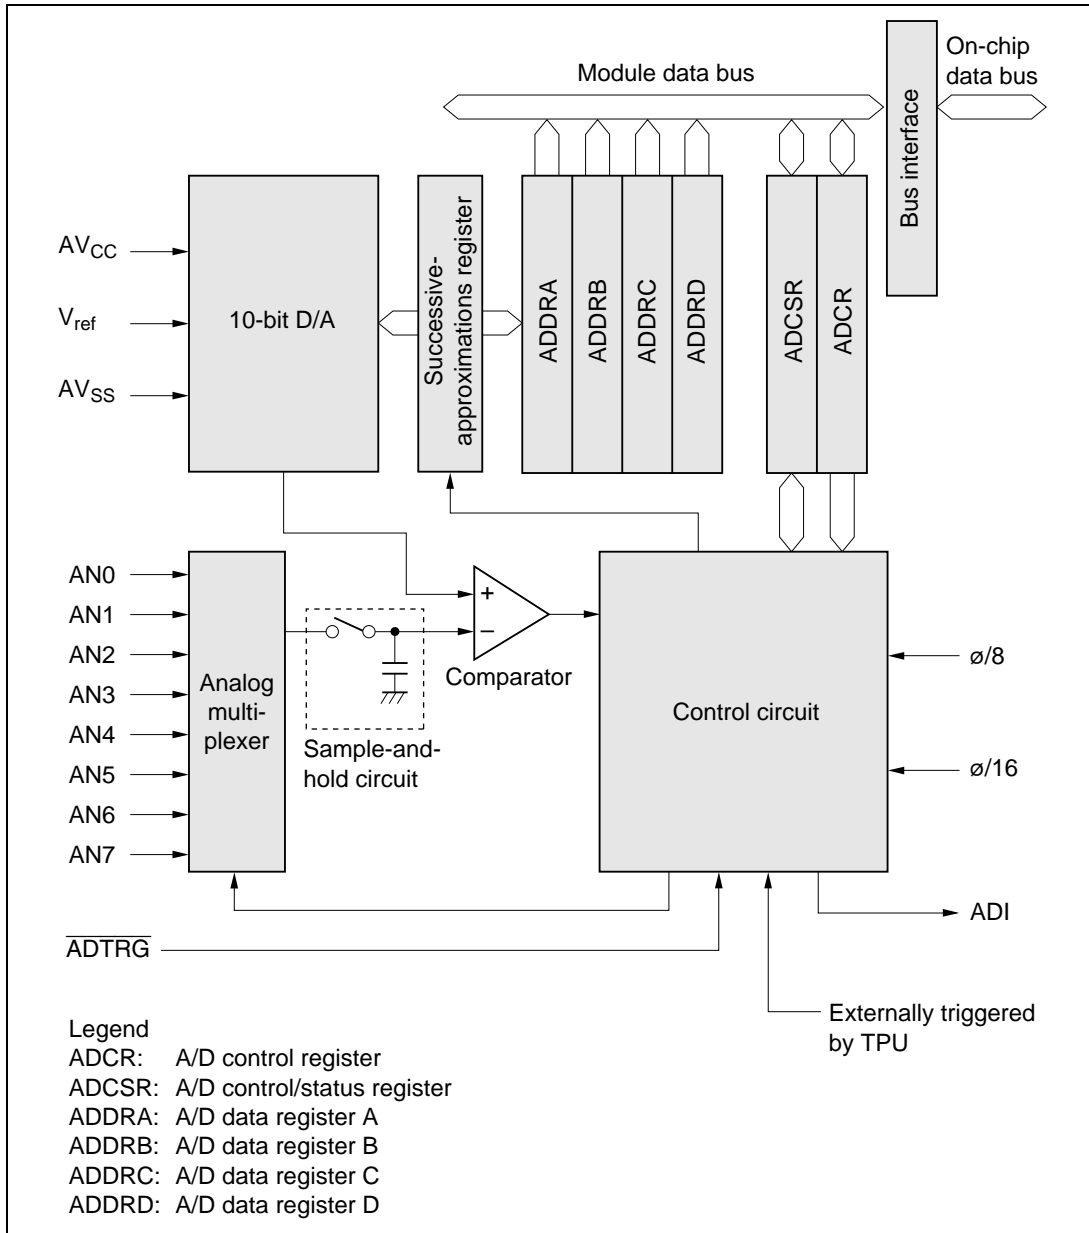 Module data bus
On-chip
data bus
Bus interface
AVCC
Vref
AVSS
10-bit D/A
Successive-
approximations register
ADDRA
ADDRB
ADDRC
ADDRD
ADCSR
ADCR
AN0
AN1
AN2
AN3
AN4
AN5
AN6
AN7
Analog
multi-
plexer
Sample-and-
hold circuit
+
−
Comparator
Control circuit
ø/8
ø/16
ADI
ADTRG
Externally triggered
by TPU
Legend
ADCR: A/D control register
ADCSR: A/D control/status register
ADDRA: A/D data register A
ADDRB: A/D data register B
ADDRC: A/D data register C
ADDRD: A/D data register D